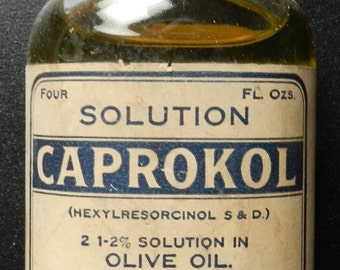 Four Fl. Ozs.
SOLUTION
CAPROKOL
(HEXYLRESORCINOL S & D.)
2 1-2% SOLUTION IN
OLIVE OIL.